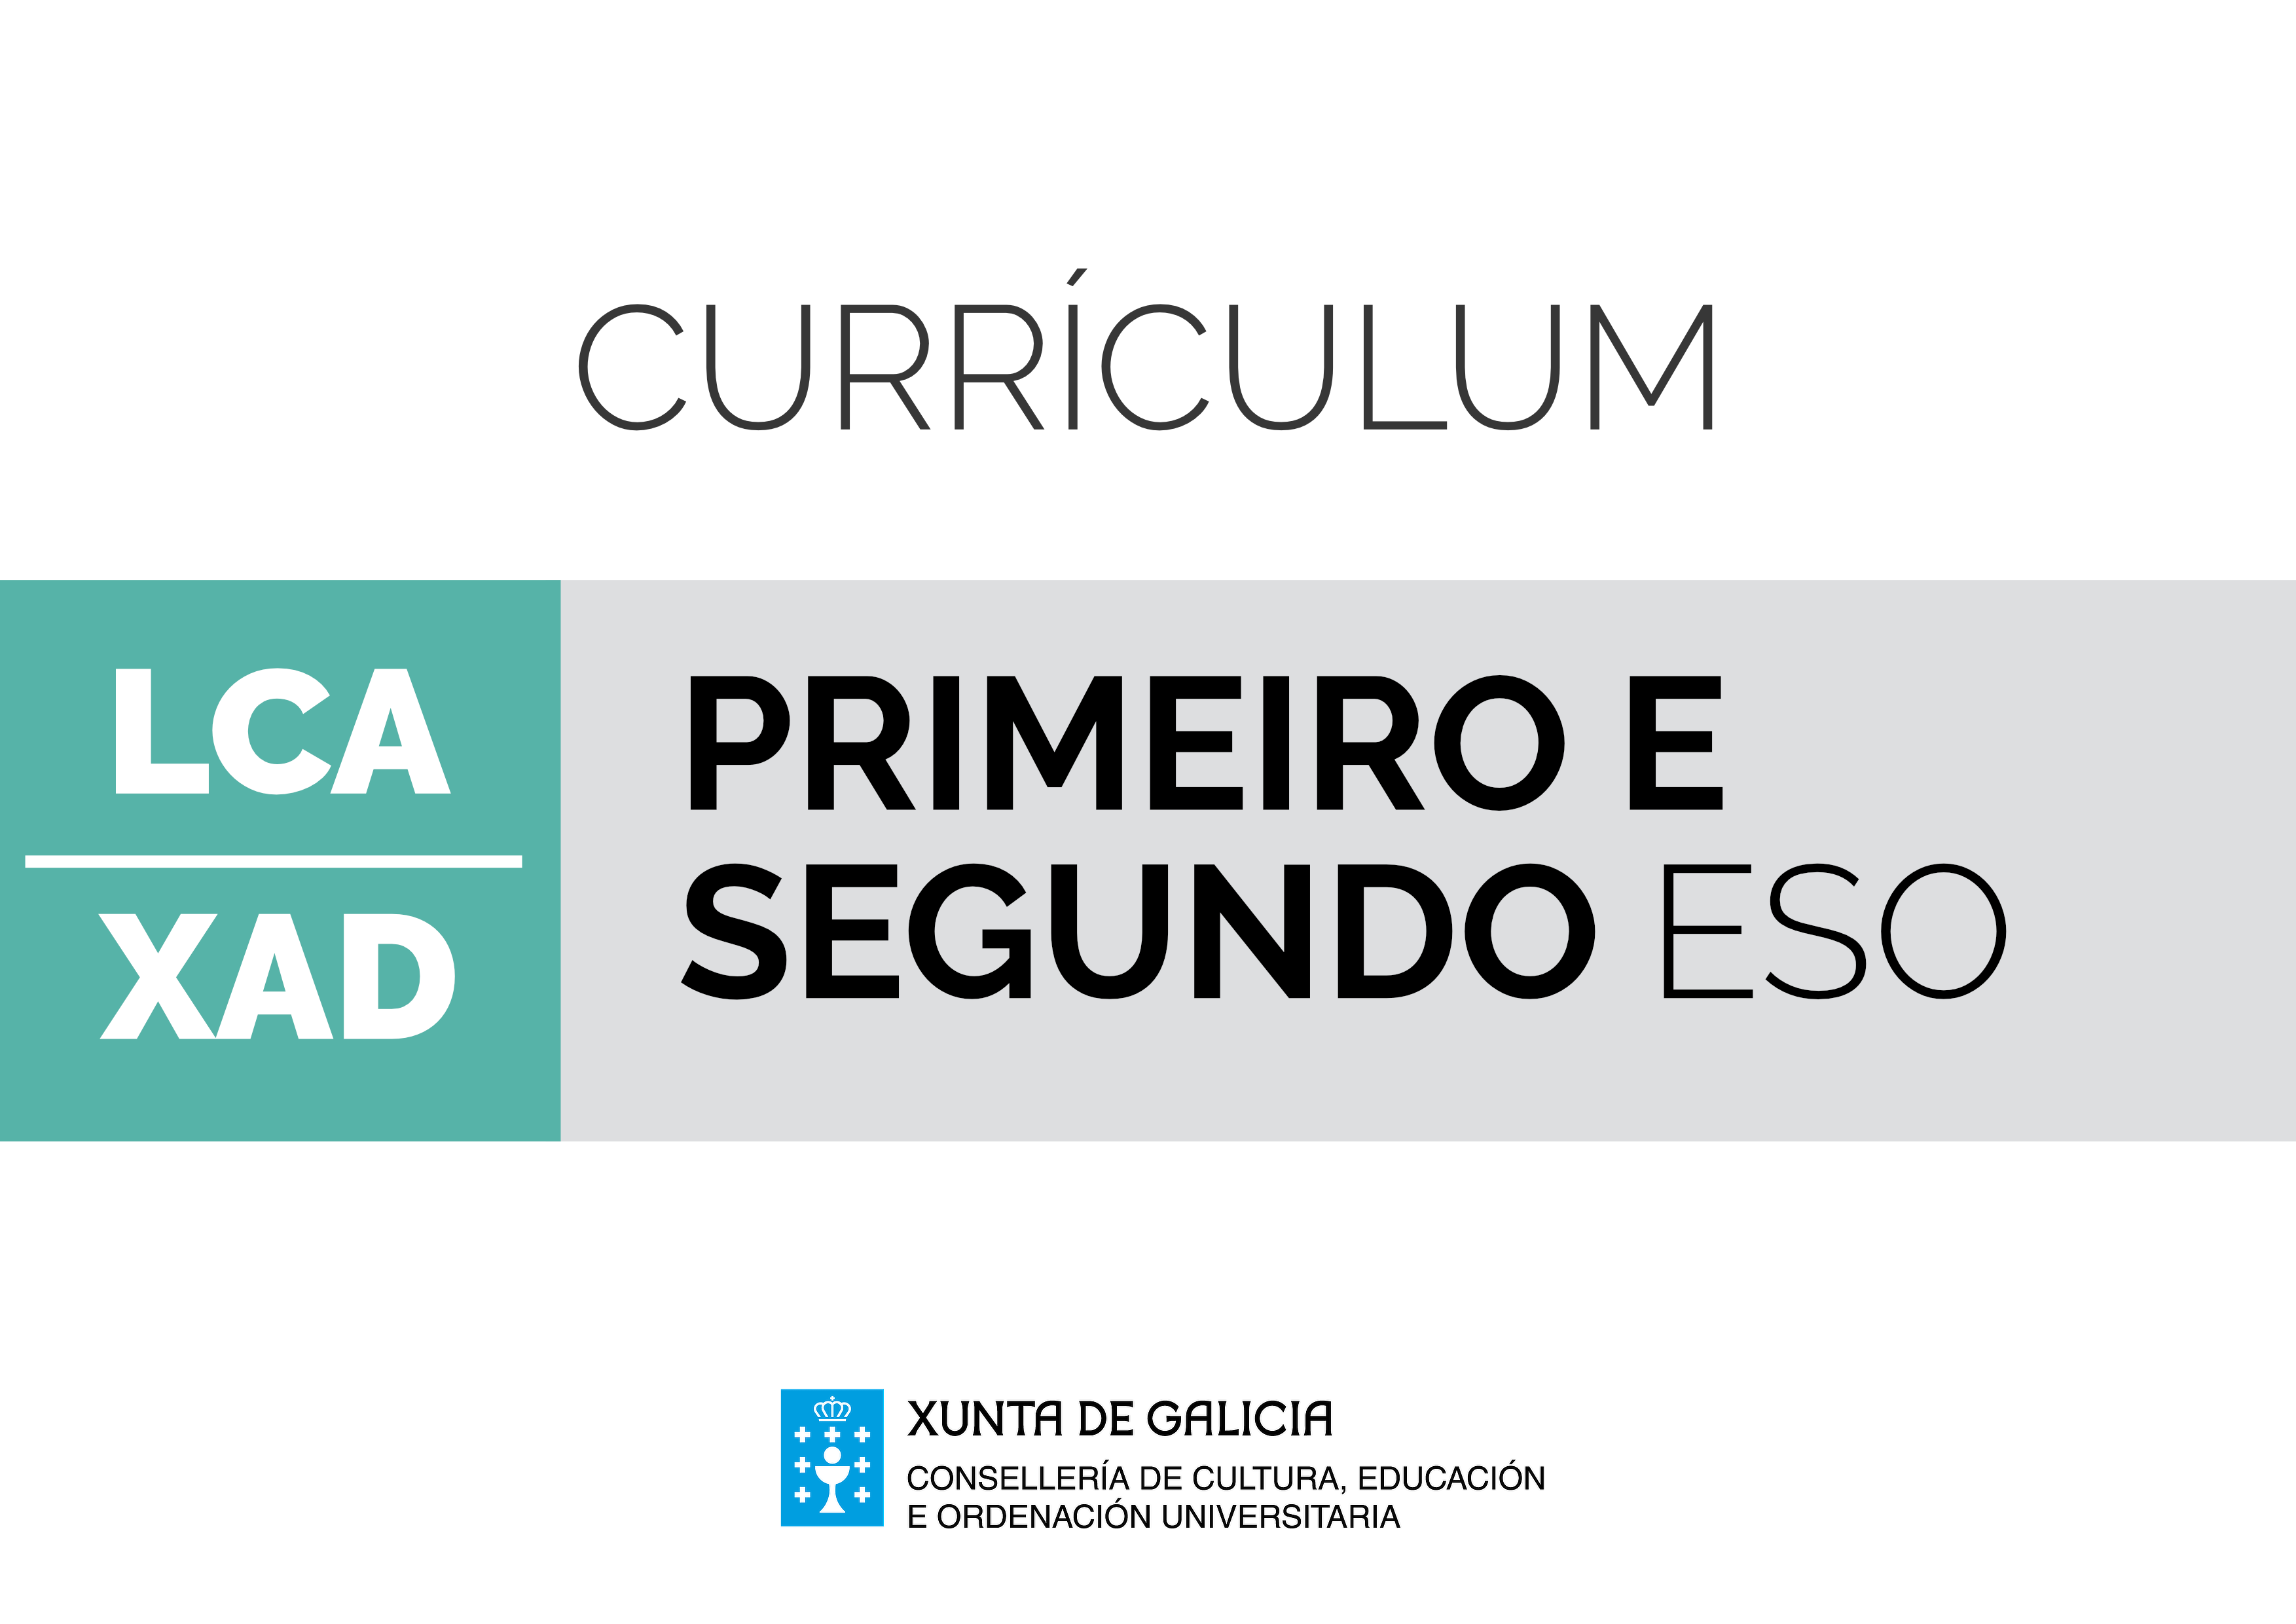 CURRÍCULUM
LCA
XAD
PRIMEIRO E
SEGUNDO ESO
XUNTA DE GALICIA
CONSELLERÍA DE CULTURA, EDUCACIÓN
E ORDENACIÓN UNIVERSITARIA